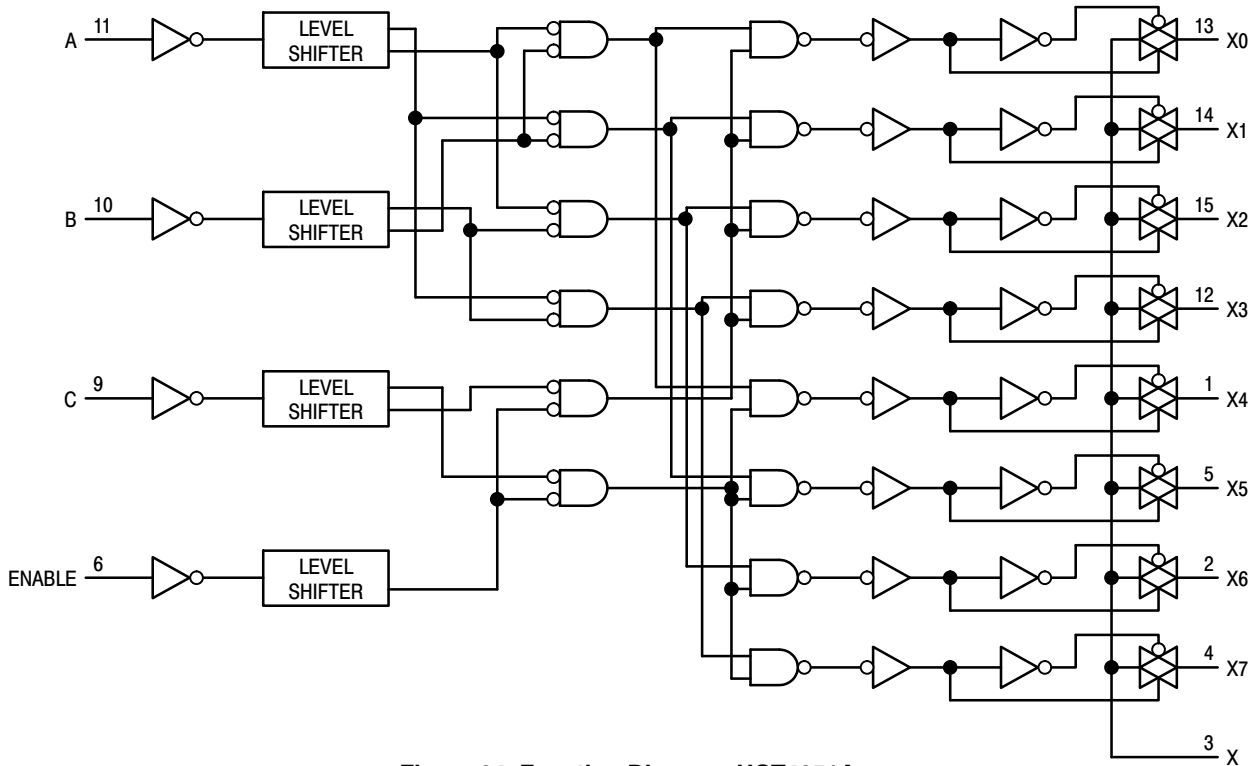 11
A
LEVEL
SHIFTER
13
X0
14
X1
10
B
LEVEL
SHIFTER
15
X2
12
X3
9
C
LEVEL
SHIFTER
1
X4
5
X5
6
ENABLE
LEVEL
SHIFTER
2
X6
4
X7
3
X